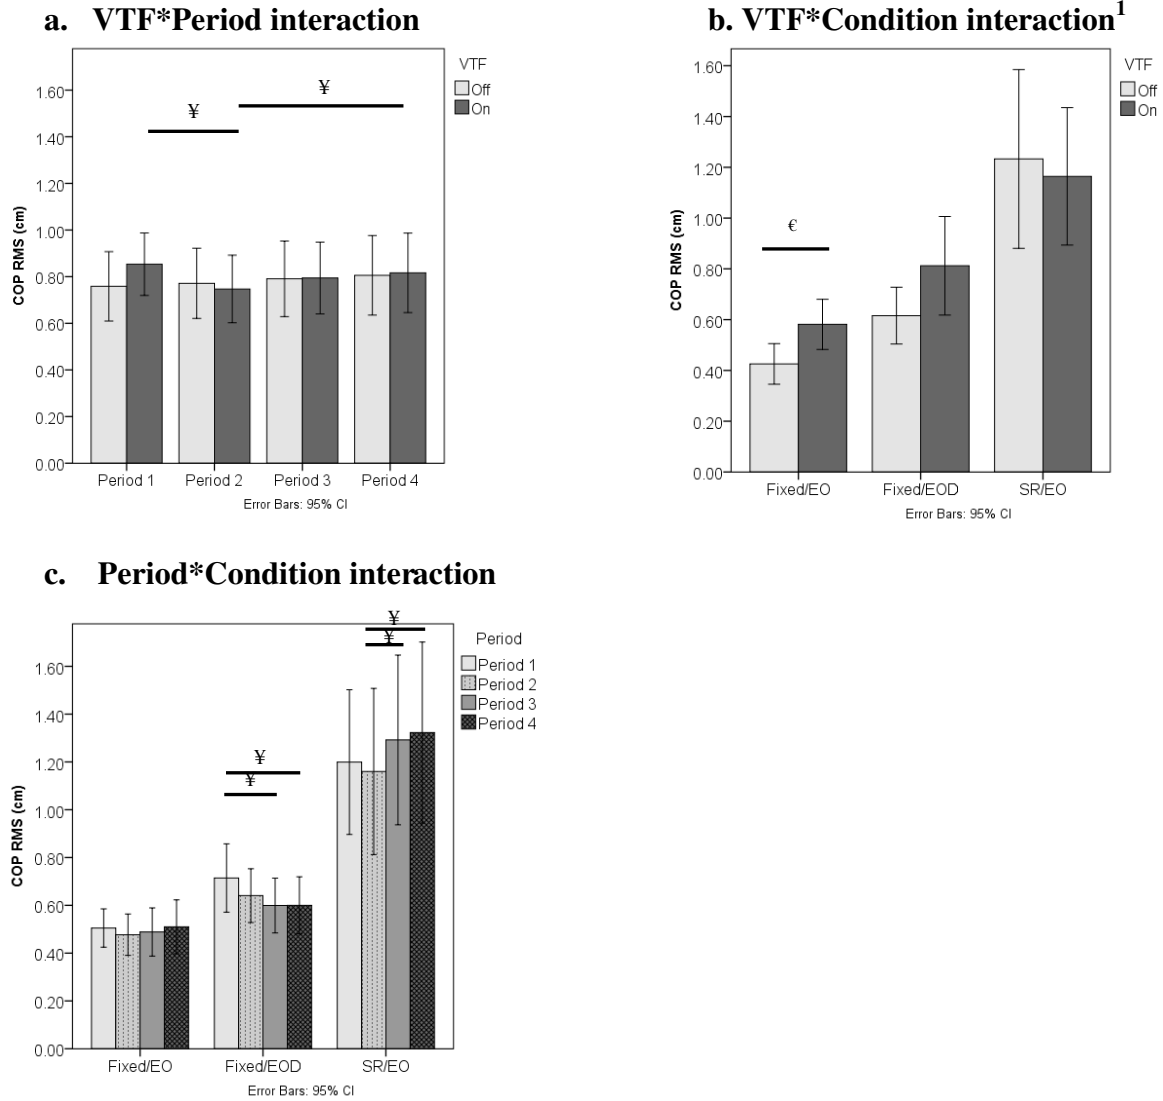 a. VTF*Period interaction
VTF
Off
On
¥
¥
1.60
1.40
1.20
1.00
0.80
0.60
0.40
0.20
0.00
COP RMS (cm)
Period 1 Period 2 Period 3 Period 4
Error Bars: 95% CI
b. VTF*Condition interaction1
VTF
Off
On
€
1.60
1.40
1.20
1.00
0.80
0.60
0.40
0.20
0.00
COP RMS (cm)
Fixed/EO Fixed/EOD SR/EO
Error Bars: 95% CI
c. Period*Condition interaction
Period
Period 1
Period 2
Period 3
Period 4
¥
¥
¥
¥
1.60
1.40
1.20
1.00
0.80
0.60
0.40
0.20
0.00
COP RMS (cm)
Fixed/EO Fixed/EOD SR/EO
Error Bars: 95% CI